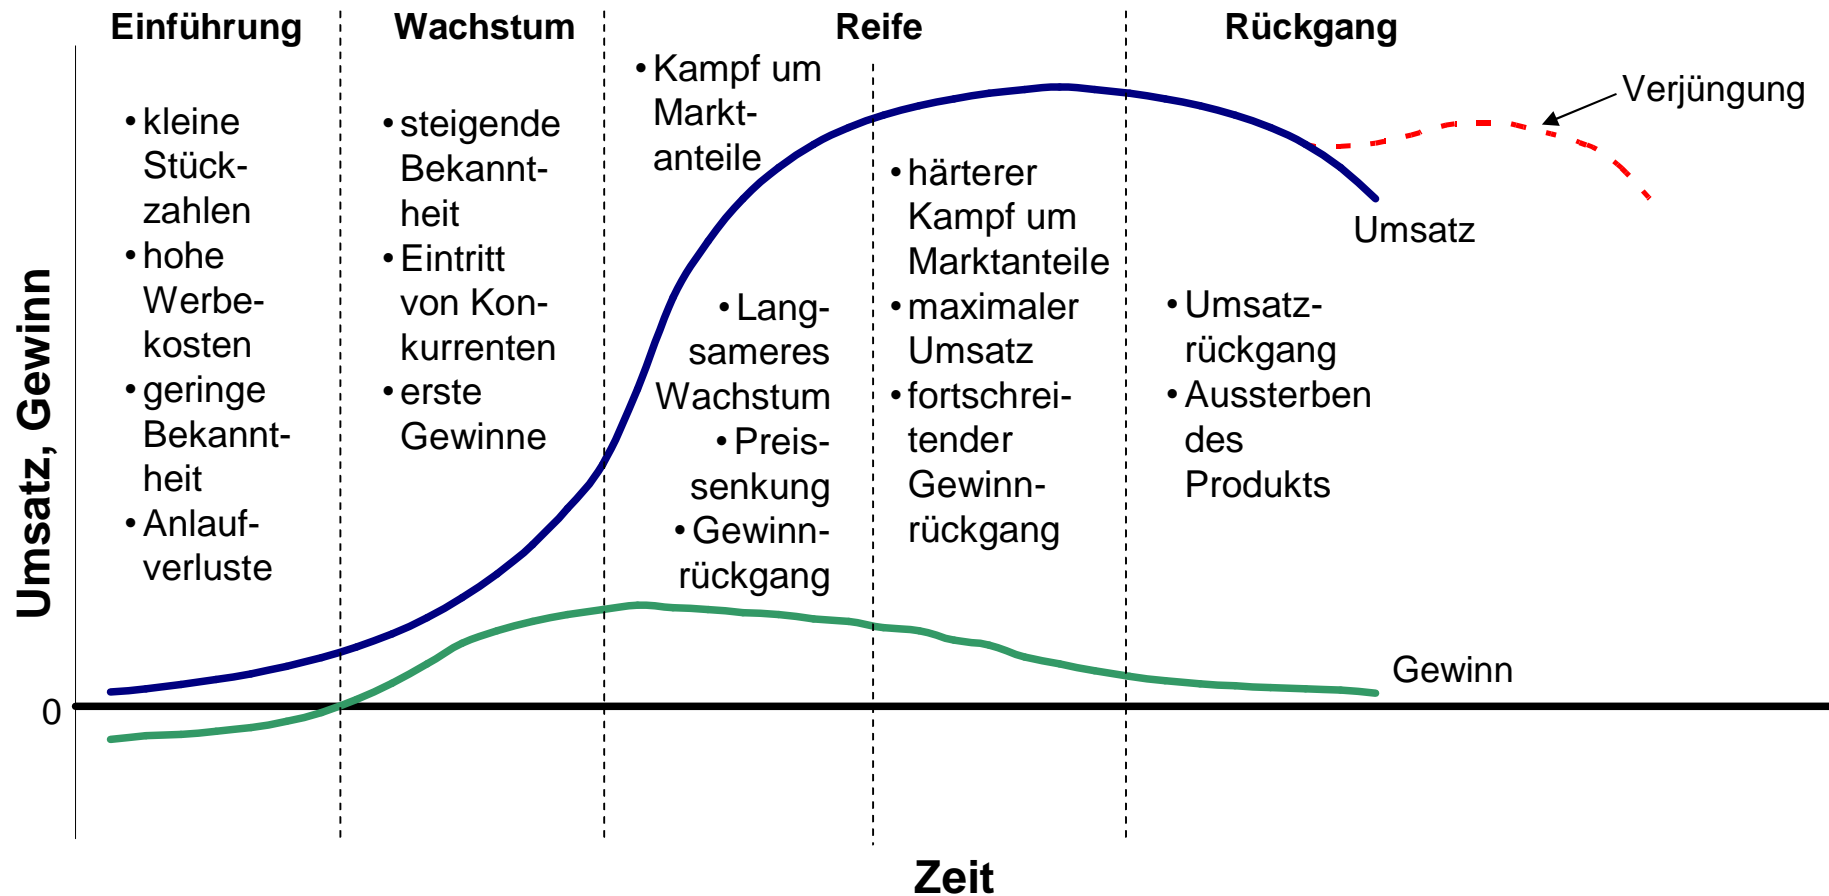 Einführung
Wachstum
Reife
Rückgang
• kleine
Stück-
zahlen
• hohe
Werbe-
kosten
• geringe
Bekannt-
heit
• Anlauf-
verluste
• steigende
Bekannt-
heit
• Eintritt
von Kon-
kurrenten
• erste
Gewinne
• Kampf um
Markt-
anteile
• Lang-
sameres
Wachstum
• Preis-
senkung
• Gewinn-
rückgang
• härterer
Kampf um
Marktanteile
• maximaler
Umsatz
• fortschrei-
tender
Gewinn-
rückgang
• Umsatz-
rückgang
• Aussterben
des
Produkts
Verjüngung
Umsatz
Gewinn
Umsatz, Gewinn
0
Zeit